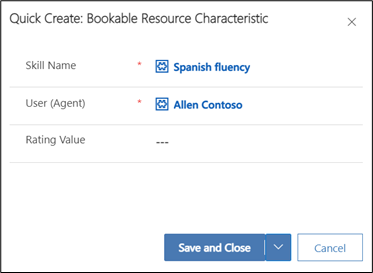 Quick Create: Bookable Resource Characteristic
Skill Name * Spanish fluency
User (Agent) * Allen Contoso
Rating Value ---
Save and Close Cancel